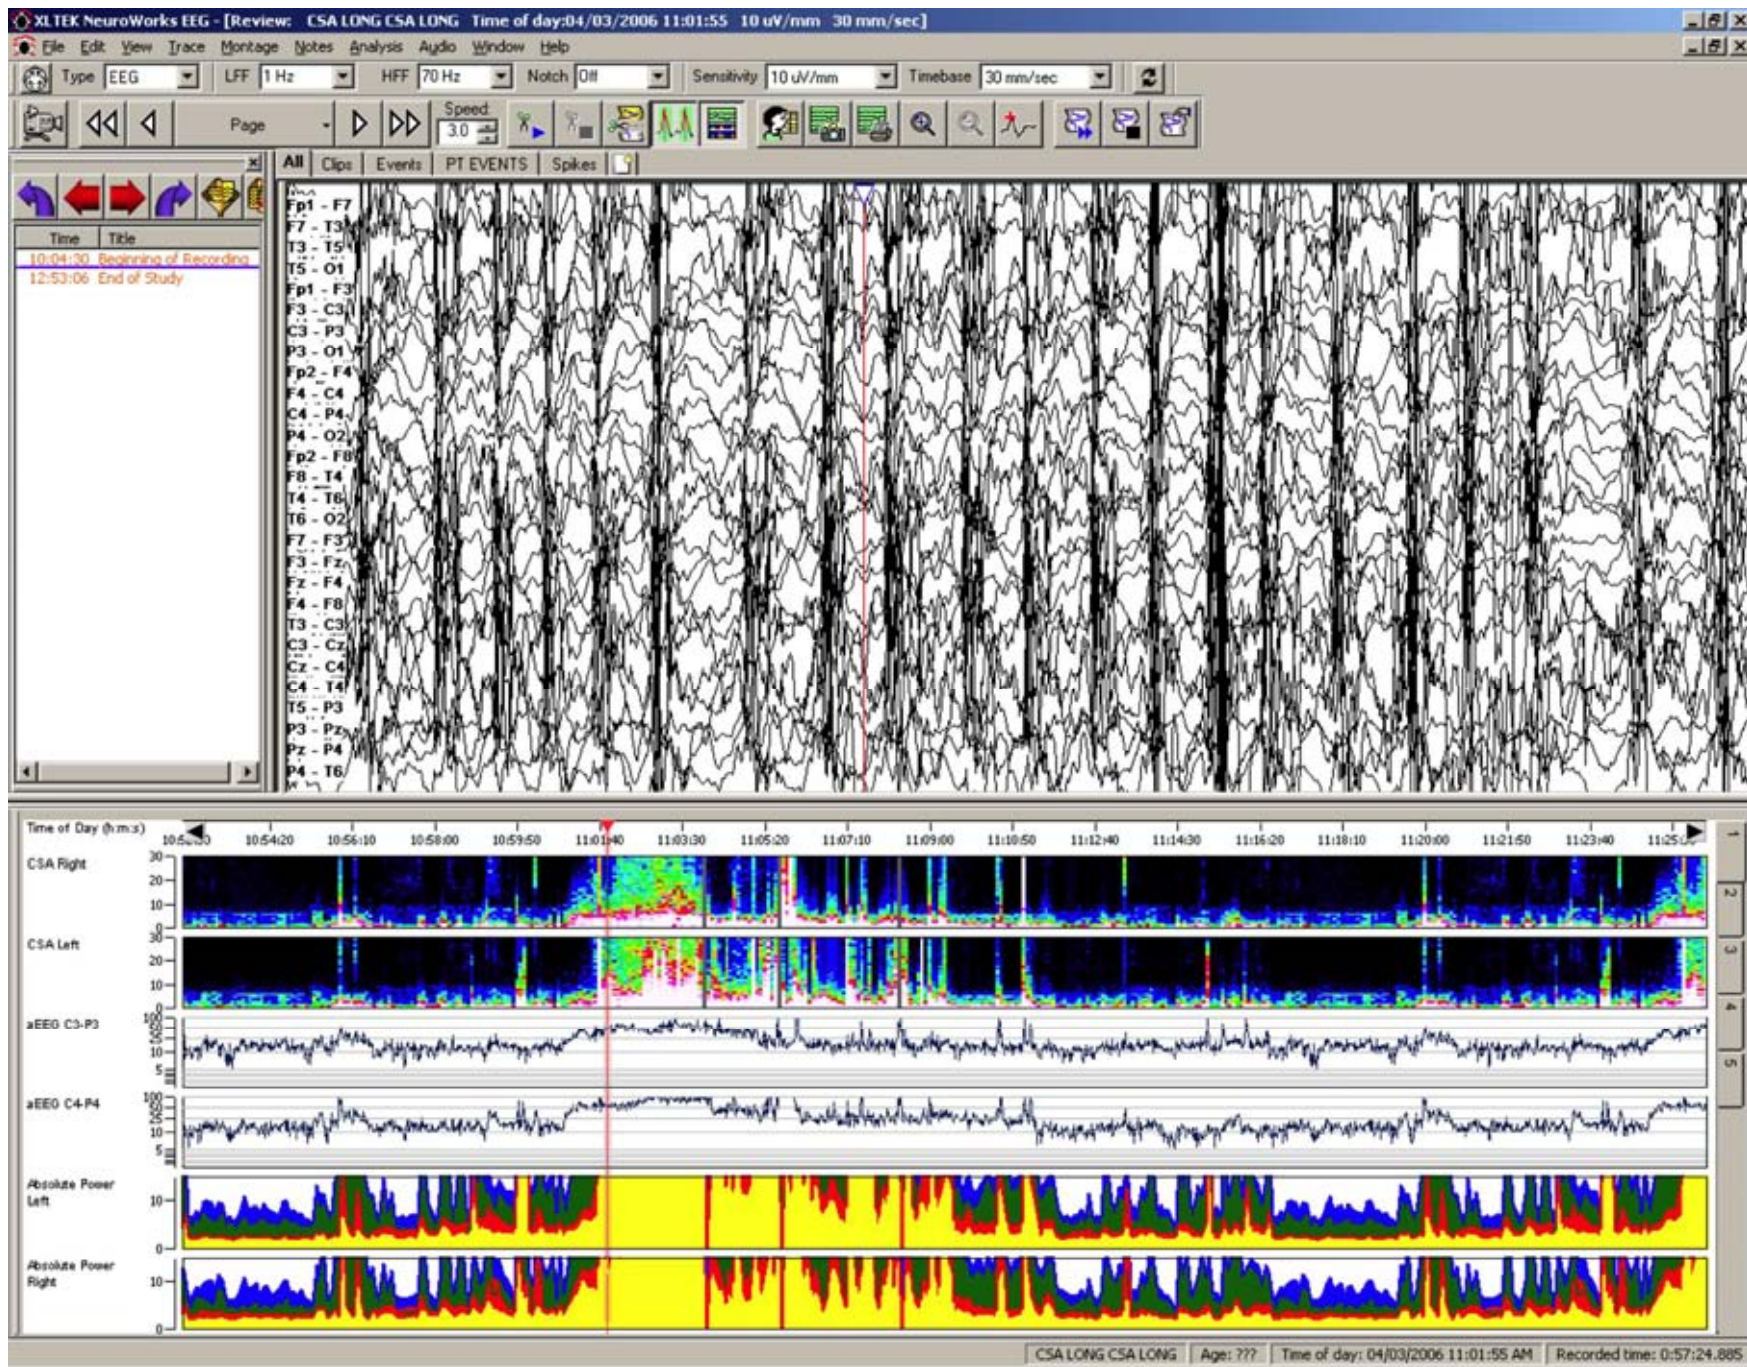 XLTEK NeuroWorks EEG - [Review: CSA LONG CSA LONG Time of day:04/03/2006 11:01:55 10 uV/mm 30 mm/sec]
File Edit View Trace Montage Notes Analysis Audio Window Help
Type EEG LFF 1 Hz HFF 70 Hz Notch Off Sensitivity 10 uV/mm Timebase 30 mm/sec
Page Speed: 3.0
All Clips Events PT EVENTS Spikes
Time Title
10:04:30 Beginning of Recording
12:53:06 End of Study
Fp1 - F7
F7 - T3
T3 - T5
T5 - O1
Fp1 - F3
F3 - C3
C3 - P3
P3 - O1
Fp2 - F4
F4 - C4
C4 - P4
P4 - O2
Fp2 - F8
F8 - T4
T4 - T6
T6 - O2
F7 - F3
F3 - Fz
Fz - F4
F4 - F8
T3 - C3
C3 - Cz
Cz - C4
C4 - T4
T5 - P3
P3 - Pz
Pz - P4
P4 - T6
Time of Day (h:m:s)
10:54:20 10:56:10 10:58:00 10:59:50 11:01:40 11:03:30 11:05:20 11:07:10 11:09:00 11:10:50 11:12:40 11:14:30 11:16:20 11:18:10 11:20:00 11:21:50 11:23:40
CSA Right
30
20
10
0
CSA Left
30
20
10
0
aEEG C3-P3
100
25
10
5
aEEG C4-P4
100
25
10
5
Absolute Power
Left
10
0
Absolute Power
Right
10
0
1
2
3
4
5
CSA LONG CSA LONG Age: ??? Time of day: 04/03/2006 11:01:55 AM Recorded time: 0:57:24.885